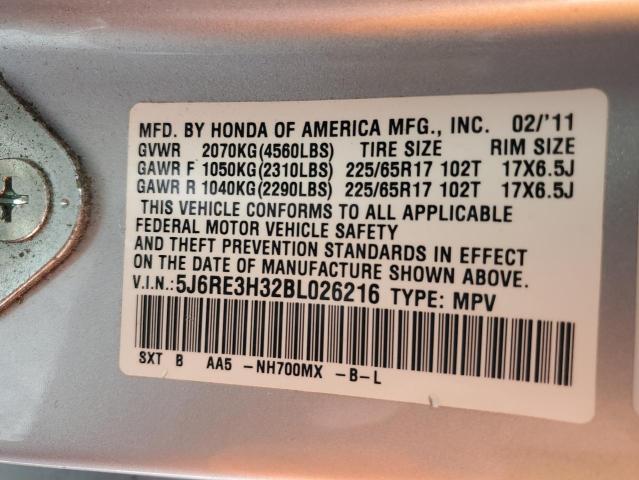 MFD. BY HONDA OF AMERICA MFG., INC. 02/'11
GVWR 2070KG(4560LBS) TIRE SIZE RIM SIZE
GAWR F 1050KG(2310LBS) 225/65R17 102T 17X6.5J
GAWR R 1040KG(2290LBS) 225/65R17 102T 17X6.5J
THIS VEHICLE CONFORMS TO ALL APPLICABLE
FEDERAL MOTOR VEHICLE SAFETY
AND THEFT PREVENTION STANDARDS IN EFFECT
ON THE DATE OF MANUFACTURE SHOWN ABOVE.
V.I.N.:5J6RE3H32BL026216 TYPE: MPV
SXT B AA5 -NH700MX -B-L